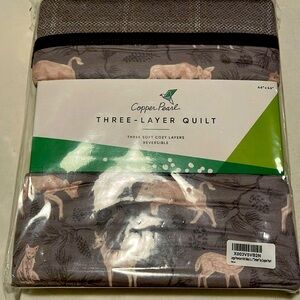 Copper Pearl
THREE-LAYER QUILT
THREE SOFT COZY LAYERS
REVERSIBLE